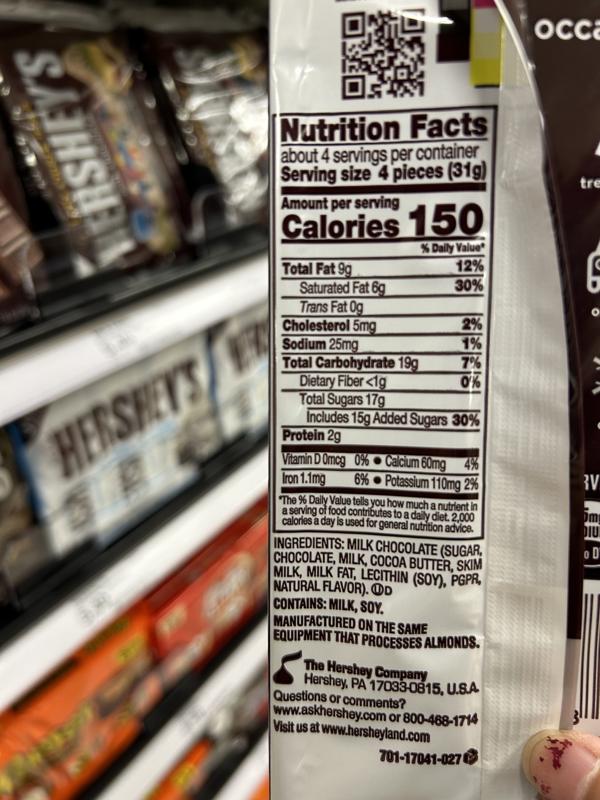 OCCA
HERSHEY'S
Nutrition Facts
about 4 servings per container
Serving size 4 pieces (31g)
Amount per serving
Calories 150
% Daily Value*
Total Fat 9g 12%
Saturated Fat 6g 30%
Trans Fat 0g
Cholesterol 5mg 2%
Sodium 25mg 1%
Total Carbohydrate 19g 7%
Dietary Fiber <1g 0%
Total Sugars 17g
Includes 15g Added Sugars 30%
Protein 2g
Vitamin D 0mcg 0% • Calcium 60mg 4%
Iron 1.1mg 6% • Potassium 110mg 2%
*The % Daily Value tells you how much a nutrient in
a serving of food contributes to a daily diet. 2,000
calories a day is used for general nutrition advice.
INGREDIENTS: MILK CHOCOLATE (SUGAR,
CHOCOLATE, MILK, COCOA BUTTER, SKIM
MILK, MILK FAT, LECITHIN (SOY), PGPR,
NATURAL FLAVOR). ⓊD
CONTAINS: MILK, SOY.
MANUFACTURED ON THE SAME
EQUIPMENT THAT PROCESSES ALMONDS.
The Hershey Company
Hershey, PA 17033-0815, U.S.A.
Questions or comments?
www.askhershey.com or 800-468-1714
Visit us at www.hersheyland.com
701-17041-027
HERSHEY'S